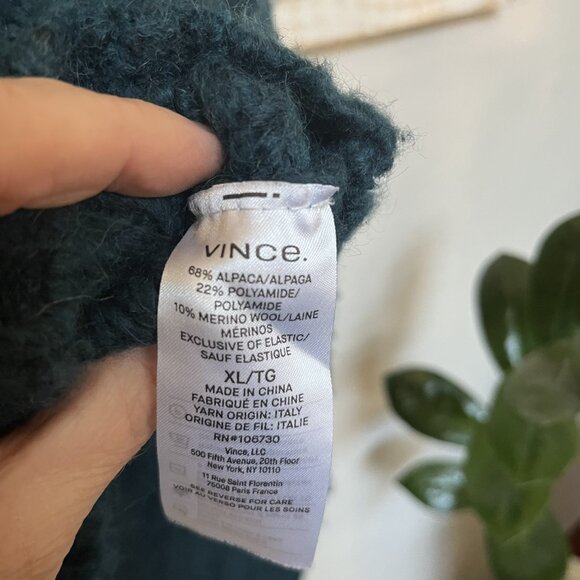 VINCE.
68% ALPACA/ALPAGA
22% POLYAMIDE/
POLYAMIDE
10% MERINO WOOL/LAINE
MÉRINOS
EXCLUSIVE OF ELASTIC/
SAUF ELASTIQUE
XL/TG
MADE IN CHINA
FABRIQUÉ EN CHINE
YARN ORIGIN: ITALY
ORIGINE DE FIL: ITALIE
RN#106730
Vince, LLC
500 Fifth Avenue, 20th Floor
New York, NY 10110
11 Rue Saint Florentin
75008 Paris France
SEE REVERSE FOR CARE
VOIR AU VERSO POUR LES SOINS